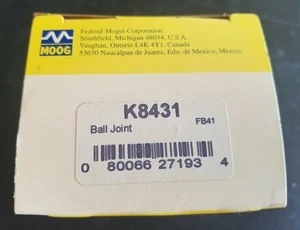 Federal-Mogul Corporation
Southfield, Michigan 48034, U.S.A.
Vaughan, Ontario L4K 4Y1, Canada
53630 Naucalpan de Juarez, Edo. de Mexico, Mexico
MOOG
K8431
Ball Joint FB41
0 80066 27193 4